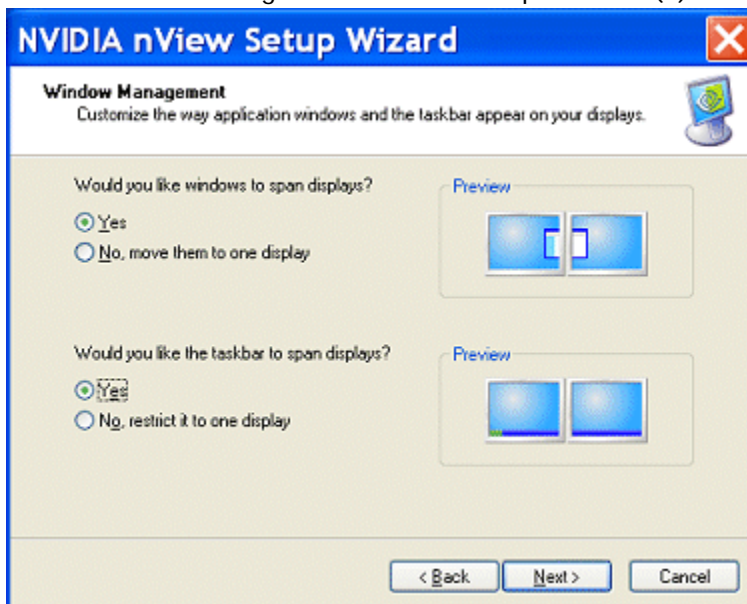 NVIDIA nView Setup Wizard
Window Management
Customize the way application windows and the taskbar appear on your displays.
Would you like windows to span displays?
Preview
Yes
No, move them to one display
Would you like the taskbar to span displays?
Preview
Yes
No, restrict it to one display
< Back
Next >
Cancel